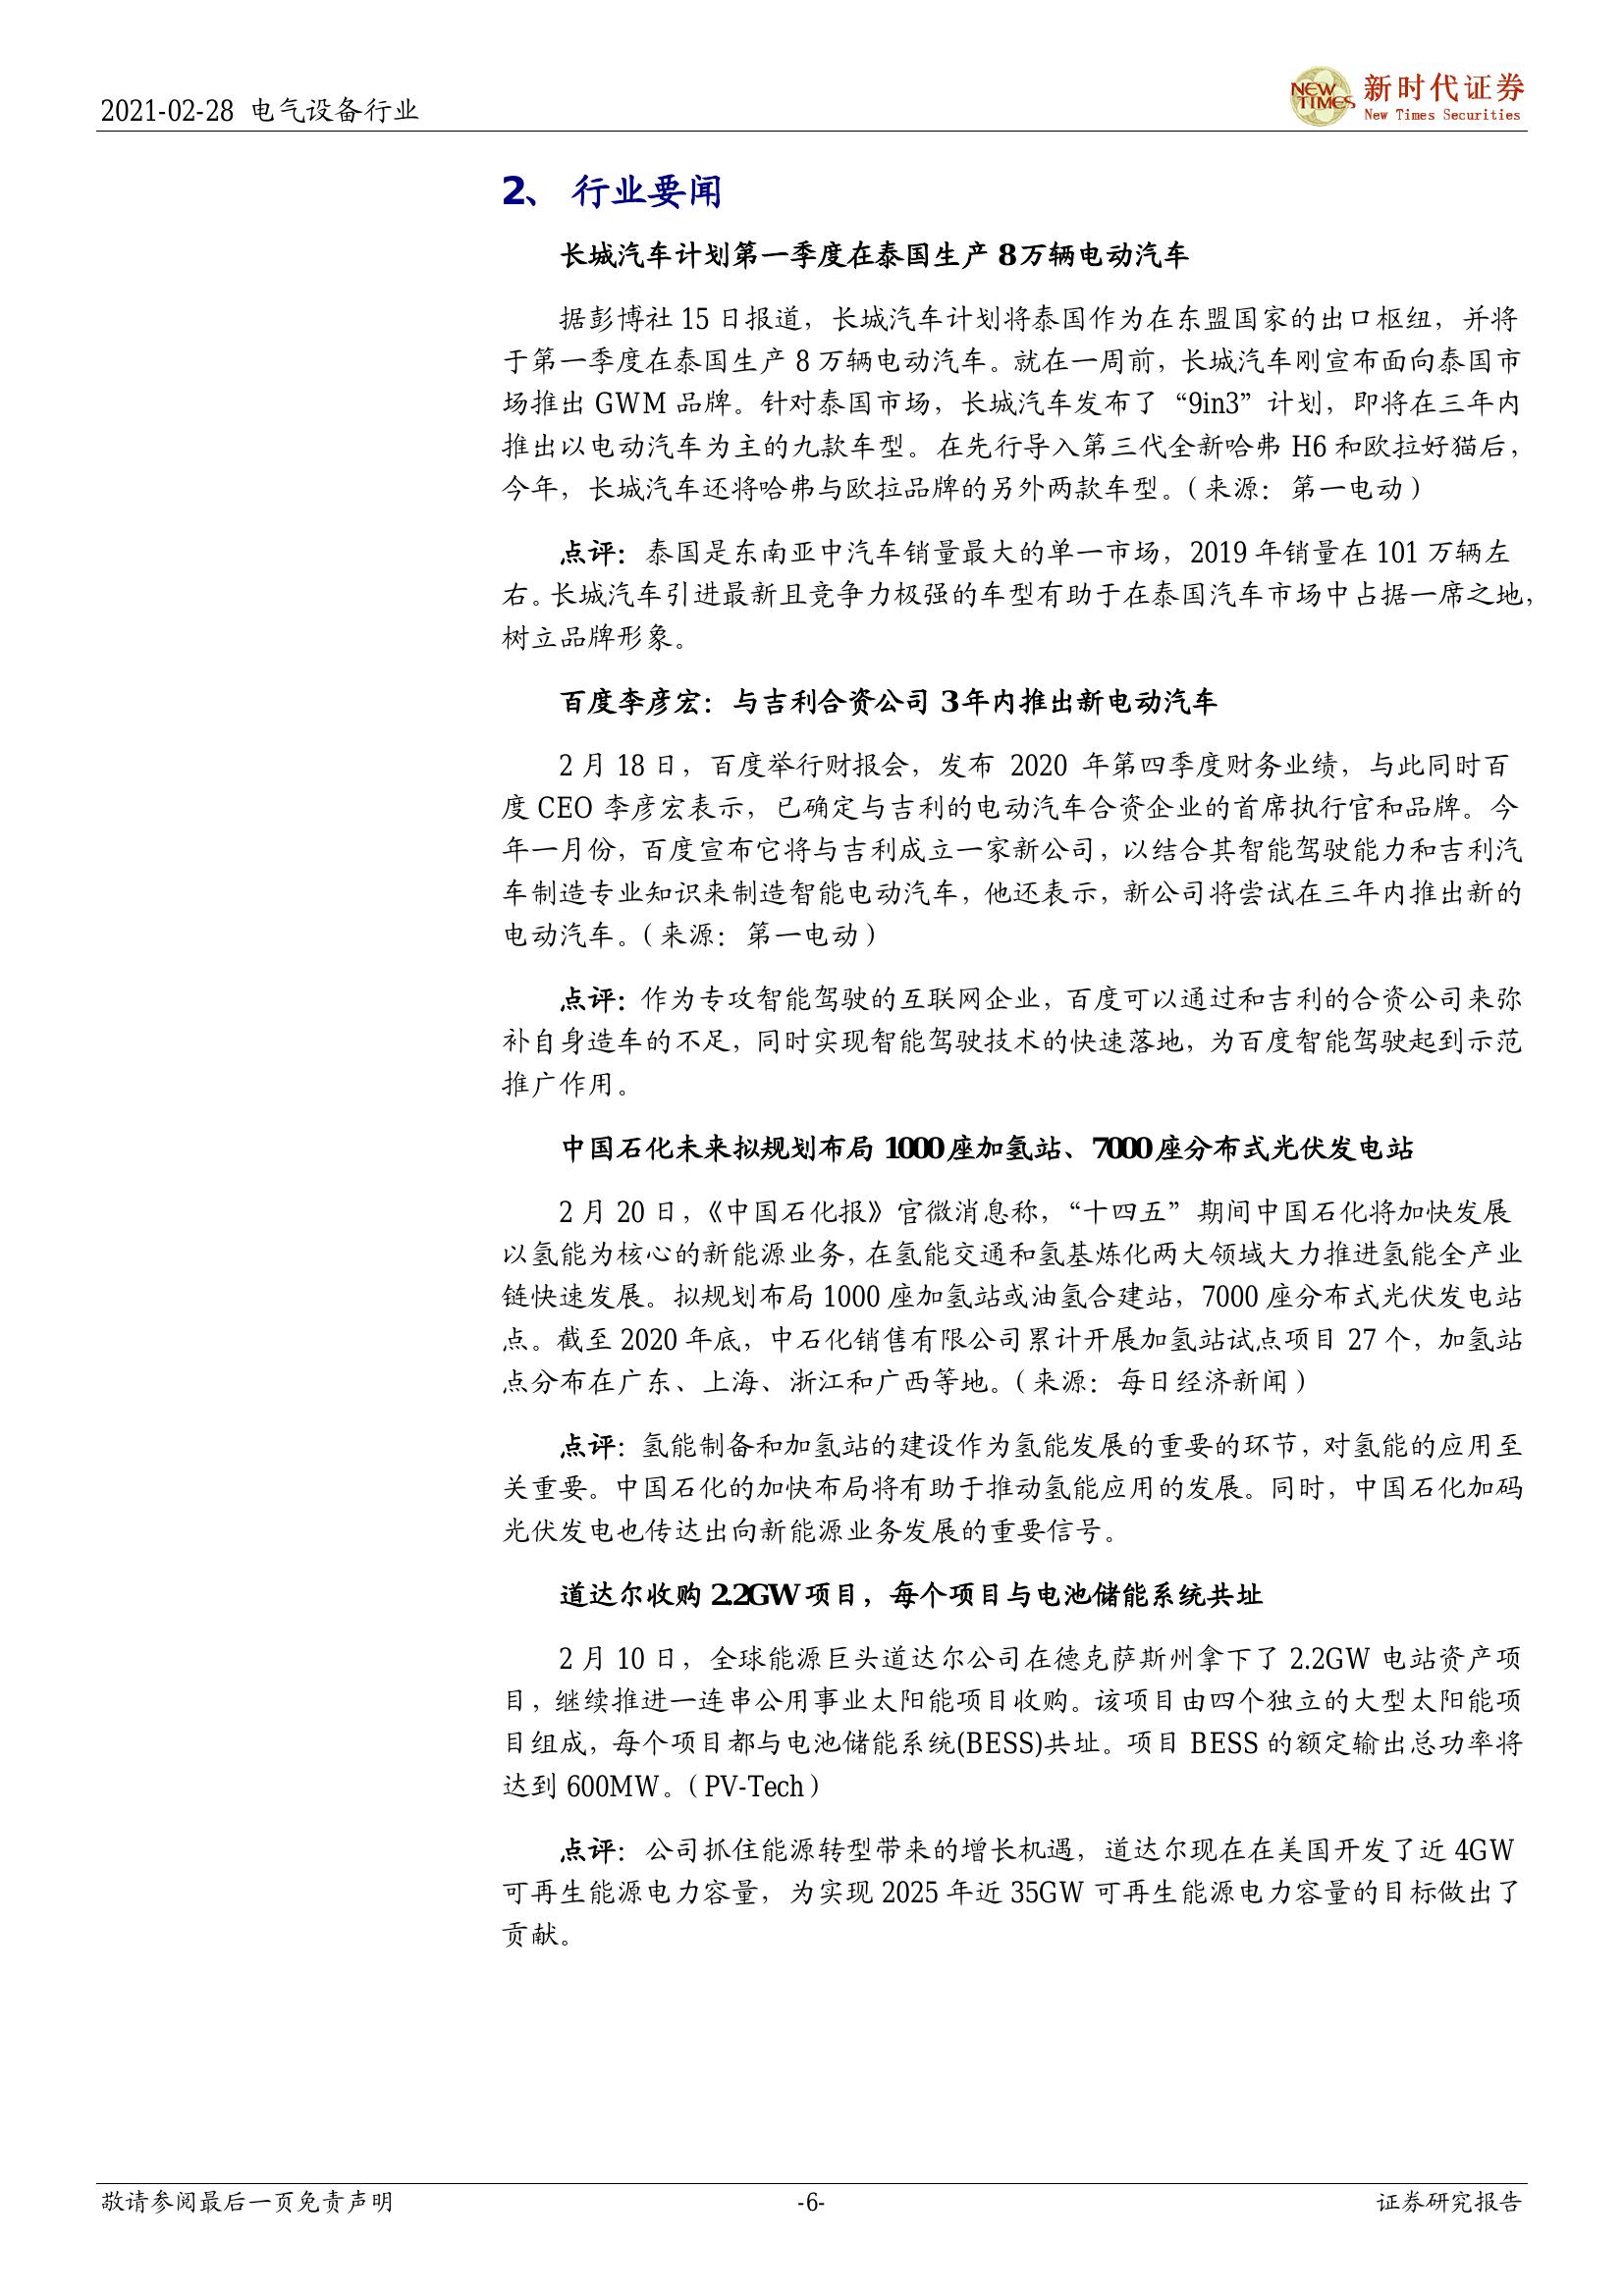 2021-02-28 电气设备行业
NEW TIMES 新时代证券
New Times Securities
2、 行业要闻
长城汽车计划第一季度在泰国生产 8 万辆电动汽车
据彭博社 15 日报道，长城汽车计划将泰国作为在东盟国家的出口枢纽，并将
于第一季度在泰国生产 8 万辆电动汽车。就在一周前，长城汽车刚宣布面向泰国市
场推出 GWM 品牌。针对泰国市场，长城汽车发布了“9in3”计划，即将在三年内
推出以电动汽车为主的九款车型。在先行导入第三代全新哈弗 H6 和欧拉好猫后，
今年，长城汽车还将哈弗与欧拉品牌的另外两款车型。（来源：第一电动）
点评：泰国是东南亚中汽车销量最大的单一市场，2019 年销量在 101 万辆左
右。长城汽车引进最新且竞争力极强的车型有助于在泰国汽车市场中占据一席之地，
树立品牌形象。
百度李彦宏：与吉利合资公司 3 年内推出新电动汽车
2 月 18 日，百度举行财报会，发布 2020 年第四季度财务业绩，与此同时百
度 CEO 李彦宏表示，已确定与吉利的电动汽车合资企业的首席执行官和品牌。今
年一月份，百度宣布它将与吉利成立一家新公司，以结合其智能驾驶能力和吉利汽
车制造专业知识来制造智能电动汽车，他还表示，新公司将尝试在三年内推出新的
电动汽车。（来源：第一电动）
点评：作为专攻智能驾驶的互联网企业，百度可以通过和吉利的合资公司来弥
补自身造车的不足，同时实现智能驾驶技术的快速落地，为百度智能驾驶起到示范
推广作用。
中国石化未来拟规划布局 1000 座加氢站、7000 座分布式光伏发电站
2 月 20 日，《中国石化报》官微消息称，“十四五”期间中国石化将加快发展
以氢能为核心的新能源业务，在氢能交通和氢基炼化两大领域大力推进氢能全产业
链快速发展。拟规划布局 1000 座加氢站或油氢合建站，7000 座分布式光伏发电站
点。截至 2020 年底，中石化销售有限公司累计开展加氢站试点项目 27 个，加氢站
点分布在广东、上海、浙江和广西等地。（来源：每日经济新闻）
点评：氢能制备和加氢站的建设作为氢能发展的重要的环节，对氢能的应用至
关重要。中国石化的加快布局将有助于推动氢能应用的发展。同时，中国石化加码
光伏发电也传达出向新能源业务发展的重要信号。
道达尔收购 2.2GW 项目，每个项目与电池储能系统共址
2 月 10 日，全球能源巨头道达尔公司在德克萨斯州拿下了 2.2GW 电站资产项
目，继续推进一连串公用事业太阳能项目收购。该项目由四个独立的大型太阳能项
目组成，每个项目都与电池储能系统(BESS)共址。项目 BESS 的额定输出总功率将
达到 600MW。（PV-Tech）
点评：公司抓住能源转型带来的增长机遇，道达尔现在在美国开发了近 4GW
可再生能源电力容量，为实现 2025 年近 35GW 可再生能源电力容量的目标做出了
贡献。
敬请参阅最后一页免责声明 -6- 证券研究报告